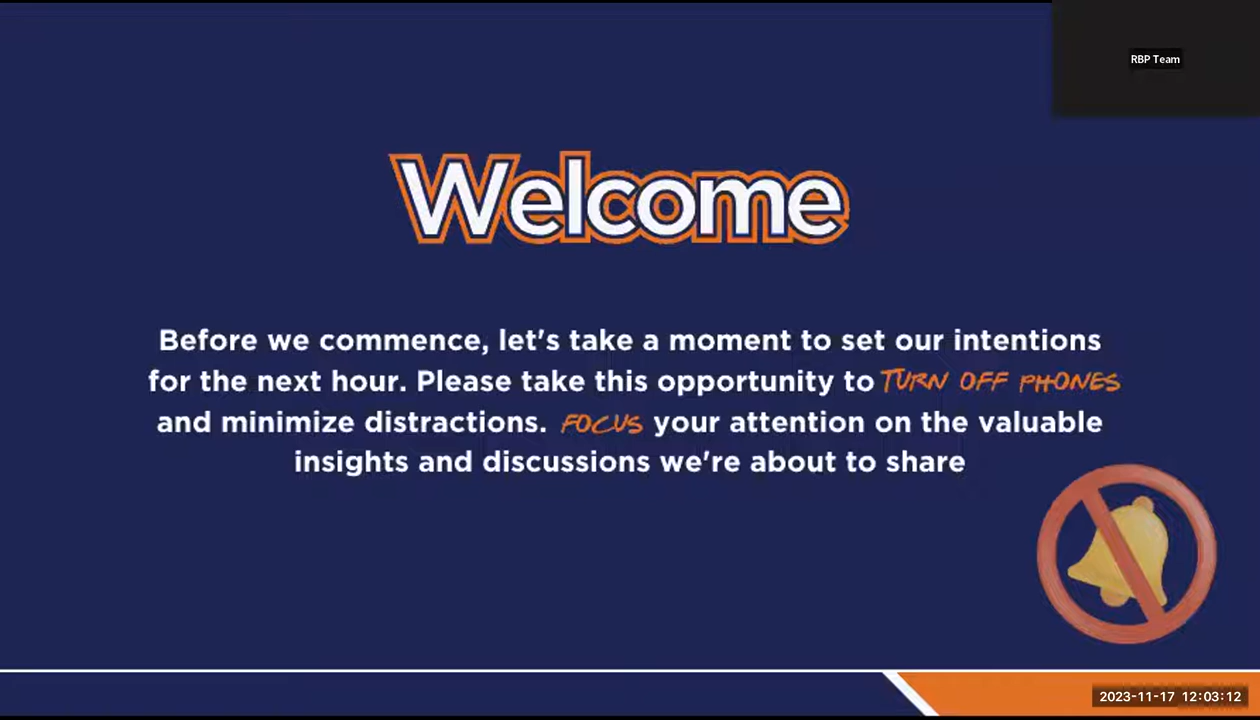 RBP Team
Welcome
Before we commence, let's take a moment to set our intentions
for the next hour. Please take this opportunity to TURN OFF PHONES
and minimize distractions. FOCUS your attention on the valuable
insights and discussions we're about to share
2023-11-17 12:03:12